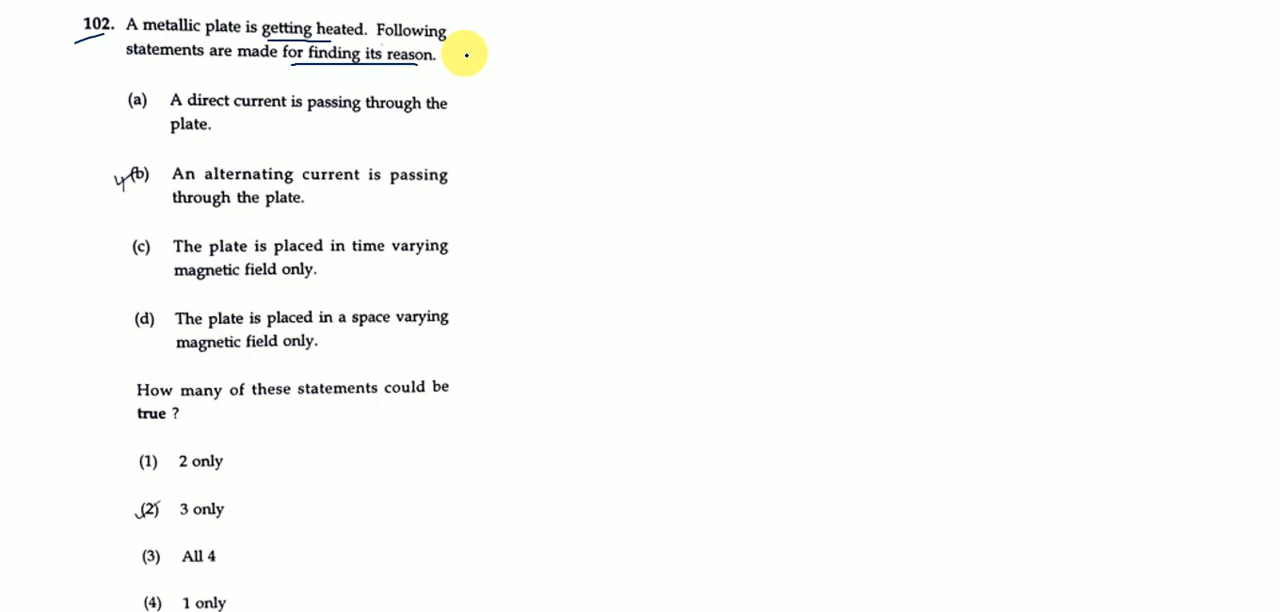 102. A metallic plate is getting heated. Following
statements are made for finding its reason.
(a) A direct current is passing through the
plate.
(b) An alternating current is passing
through the plate.
(c) The plate is placed in time varying
magnetic field only.
(d) The plate is placed in a space varying
magnetic field only.
How many of these statements could be
true ?
(1) 2 only
(2) 3 only
(3) All 4
(4) 1 only